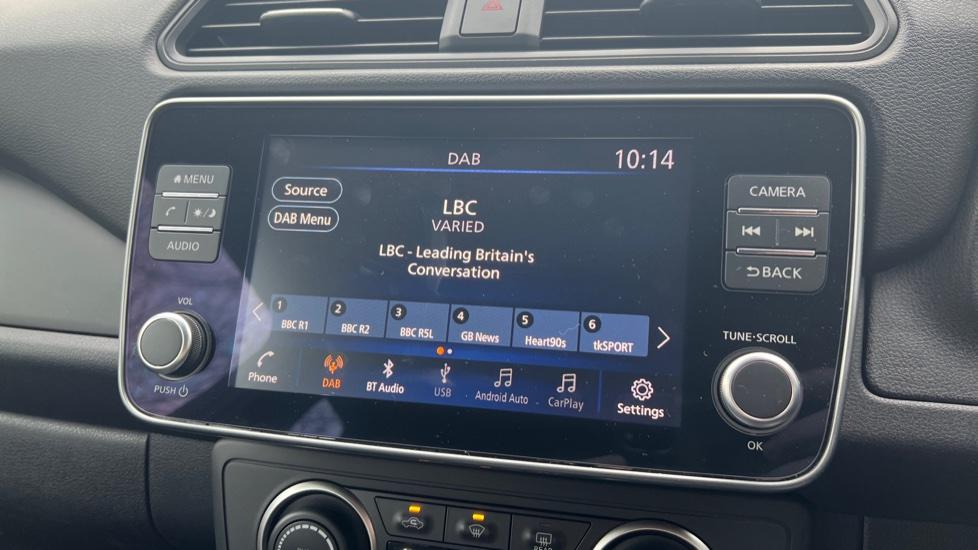 MENU
AUDIO
VOL
PUSH
DAB
10:14
Source
DAB Menu
LBC
VARIED
LBC - Leading Britain's
Conversation
1 2 3 4 5 6
BBC R1 BBC R2 BBC R5L GB News Heart90s tkSPORT
Phone DAB BT Audio USB Android Auto CarPlay Settings
CAMERA
BACK
TUNE·SCROLL
OK
REAR